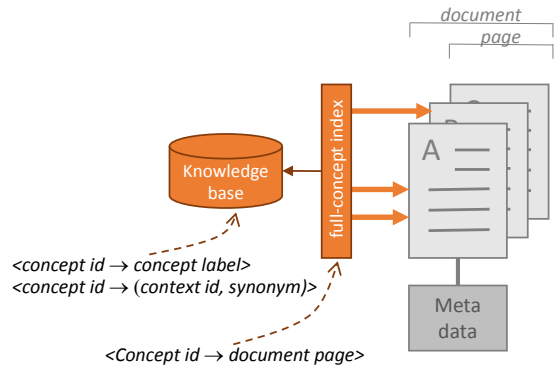 document
page
full-concept index
A
Knowledge
base
<concept id → concept label>
<concept id → (context id, synonym)>
Meta
data
<Concept id → document page>